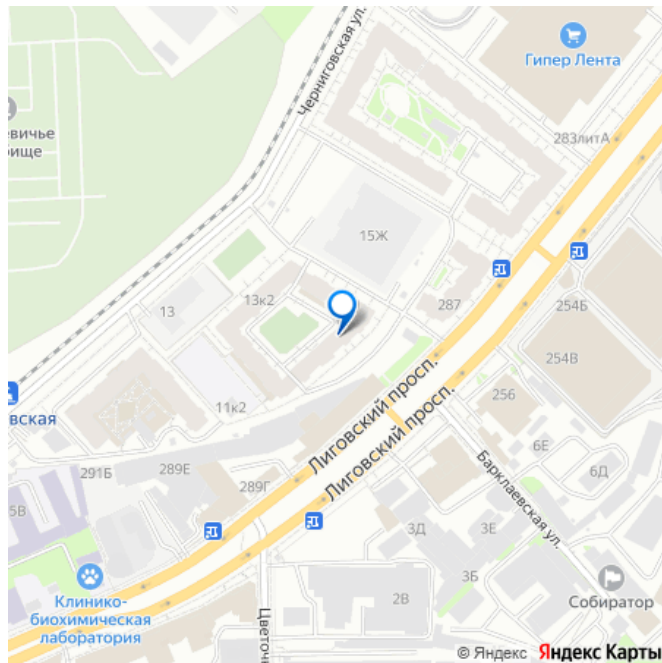 Черниговская ул.
Гипер Лента
евичье
бище
283литА
15Ж
13к2
13
287
254Б
254В
11к2
вская
Лиговский просп.
Лиговский просп.
256
6Е
6Д
Барклаевская ул.
291Б
289Е
289Г
5В
3Д
3Е
3Б
2В
Собиратор
Клинико-
биохимическая
лаборатория
Цветочн
© Яндекс Яндекс Карты